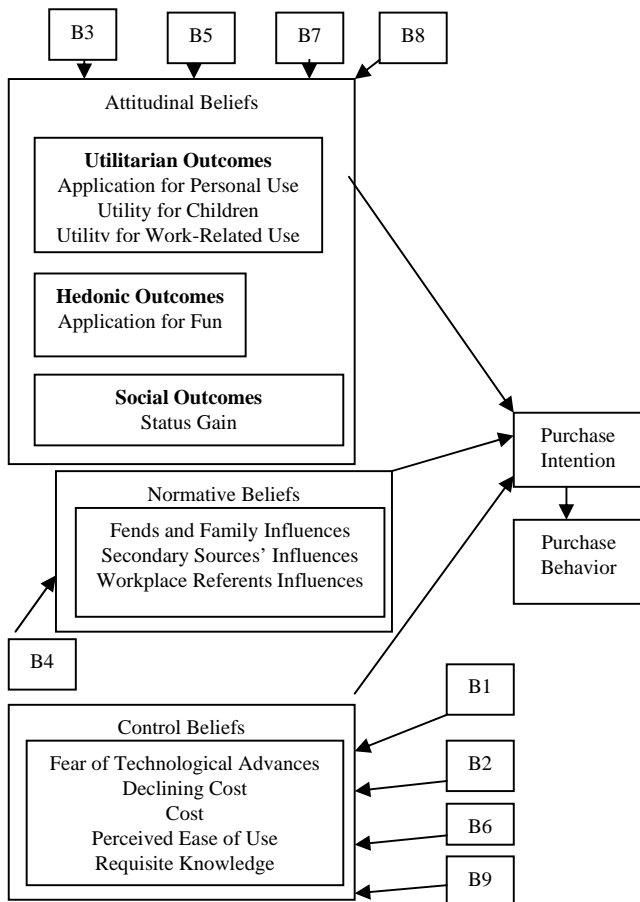 B3
B5
B7
B8
Attitudinal Beliefs
Utilitarian Outcomes
Application for Personal Use
Utility for Children
Utility for Work-Related Use
Hedonic Outcomes
Application for Fun
Social Outcomes
Status Gain
Purchase
Intention
Normative Beliefs
Fends and Family Influences
Secondary Sources’ Influences
Workplace Referents Influences
Purchase
Behavior
B4
Control Beliefs
Fear of Technological Advances
Declining Cost
Cost
Perceived Ease of Use
Requisite Knowledge
B1
B2
B6
B9